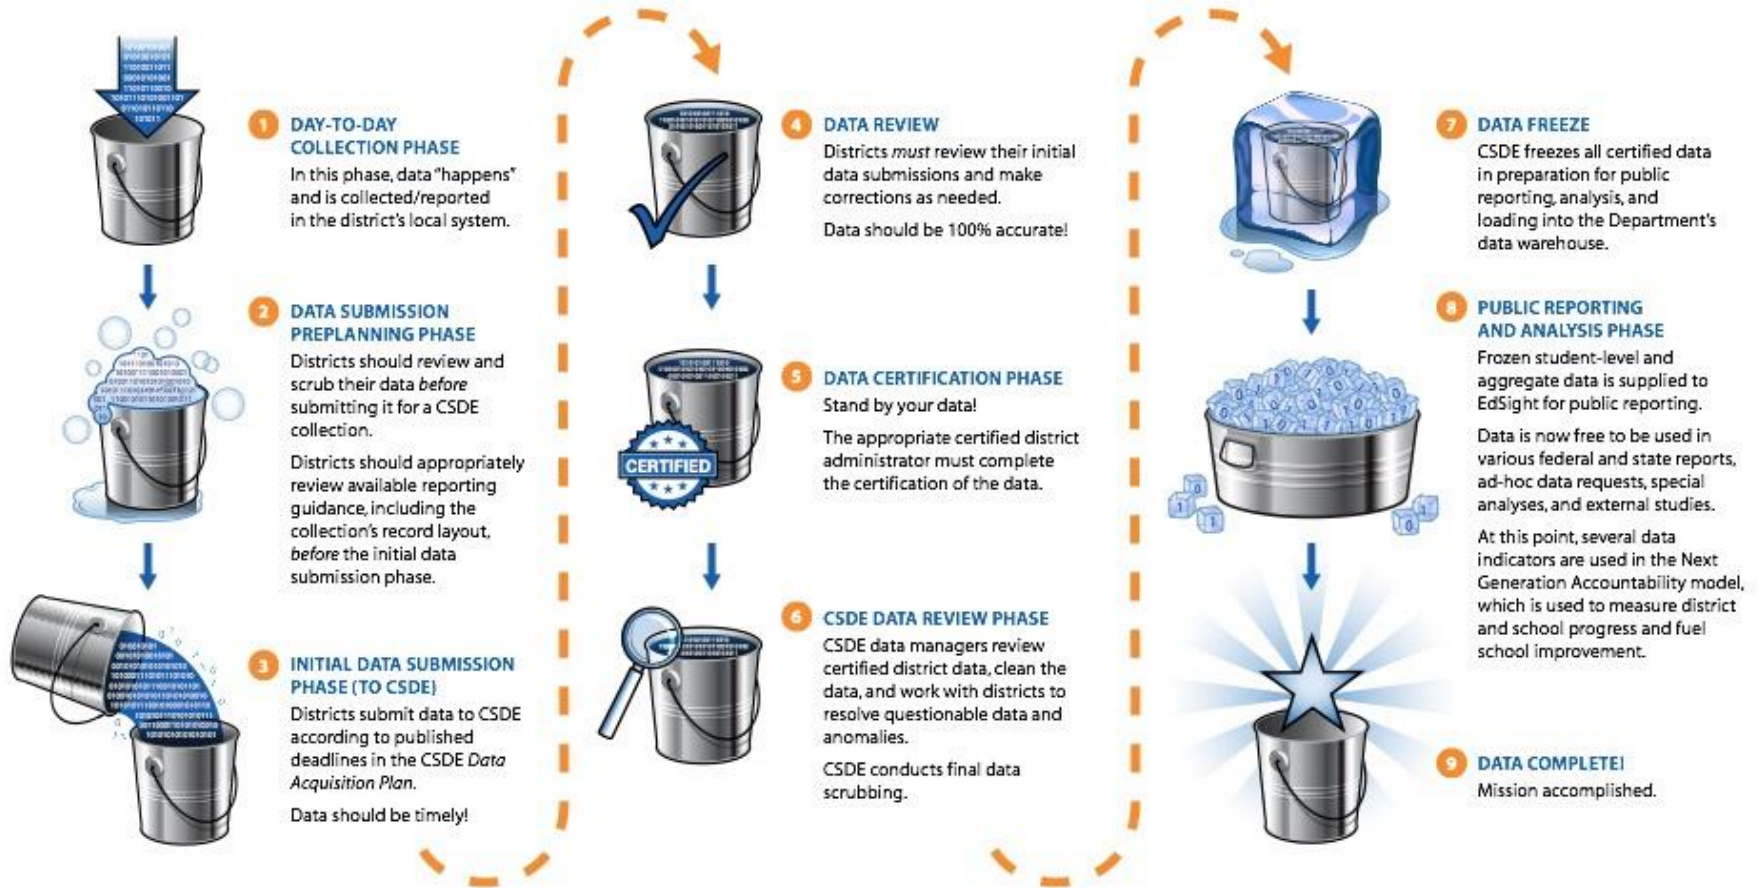 1 DAY-TO-DAY
COLLECTION PHASE
In this phase, data "happens"
and is collected/reported
in the district's local system.
2 DATA SUBMISSION
PREPLANNING PHASE
Districts should review and
scrub their data before
submitting it for a CSDE
collection.
Districts should appropriately
review available reporting
guidance, including the
collection's record layout,
before the initial data
submission phase.
3 INITIAL DATA SUBMISSION
PHASE (TO CSDE)
Districts submit data to CSDE
according to published
deadlines in the CSDE Data
Acquisition Plan.
Data should be timely!
4 DATA REVIEW
Districts must review their initial
data submissions and make
corrections as needed.
Data should be 100% accurate!
5 DATA CERTIFICATION PHASE
Stand by your data!
The appropriate certified district
administrator must complete
the certification of the data.
CERTIFIED
6 CSDE DATA REVIEW PHASE
CSDE data managers review
certified district data, clean the
data, and work with districts to
resolve questionable data and
anomalies.
CSDE conducts final data
scrubbing.
7 DATA FREEZE
CSDE freezes all certified data
in preparation for public
reporting, analysis, and
loading into the Department's
data warehouse.
8 PUBLIC REPORTING
AND ANALYSIS PHASE
Frozen student-level and
aggregate data is supplied to
EdSight for public reporting.
Data is now free to be used in
various federal and state reports,
ad-hoc data requests, special
analyses, and external studies.
At this point, several data
indicators are used in the Next
Generation Accountability model,
which is used to measure district
and school progress and fuel
school improvement.
9 DATA COMPLETE!
Mission accomplished.